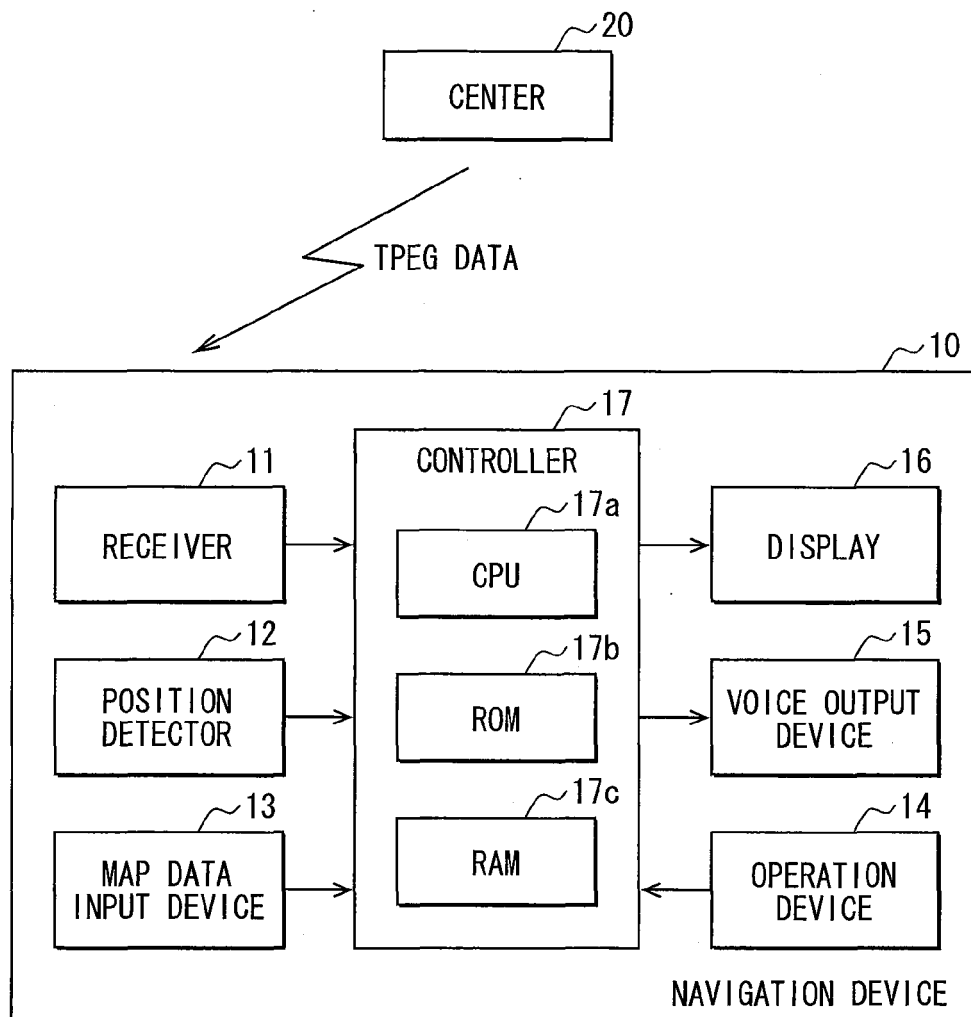 20
CENTER
TPEG DATA
10
17
CONTROLLER
11
RECEIVER
17a
CPU
16
DISPLAY
12
POSITION
DETECTOR
17b
ROM
15
VOICE OUTPUT
DEVICE
13
MAP DATA
INPUT DEVICE
17c
RAM
14
OPERATION
DEVICE
NAVIGATION DEVICE